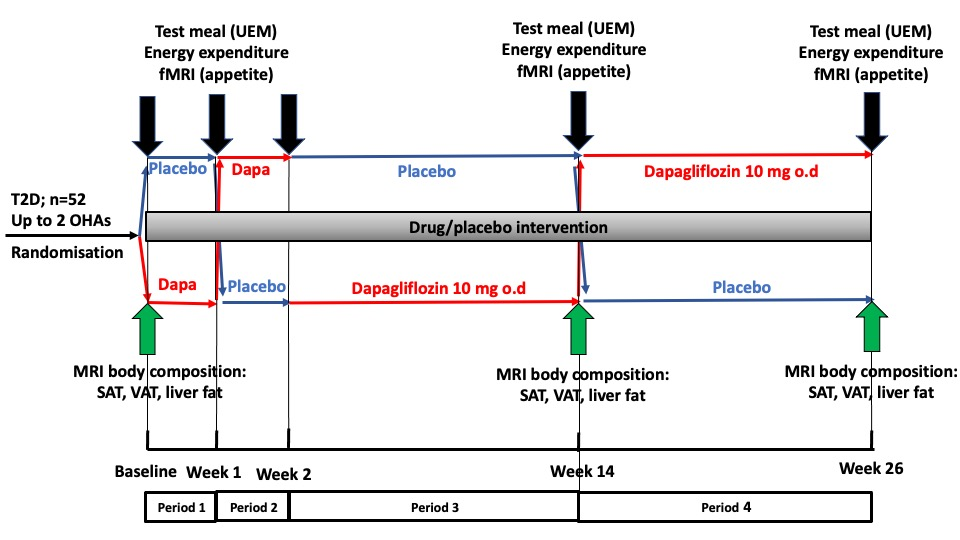 Test meal (UEM)
Energy expenditure
fMRI (appetite)
Test meal (UEM)
Energy expenditure
fMRI (appetite)
Test meal (UEM)
Energy expenditure
fMRI (appetite)
Placebo
Dapa
Placebo
Dapagliflozin 10 mg o.d
T2D; n=52
Up to 2 OHAs
Randomisation
Drug/placebo intervention
Dapa
Placebo
Dapagliflozin 10 mg o.d
Placebo
MRI body composition:
SAT, VAT, liver fat
MRI body composition:
SAT, VAT, liver fat
MRI body composition:
SAT, VAT, liver fat
Baseline
Week 1
Week 2
Week 14
Week 26
Period 1
Period 2
Period 3
Period 4